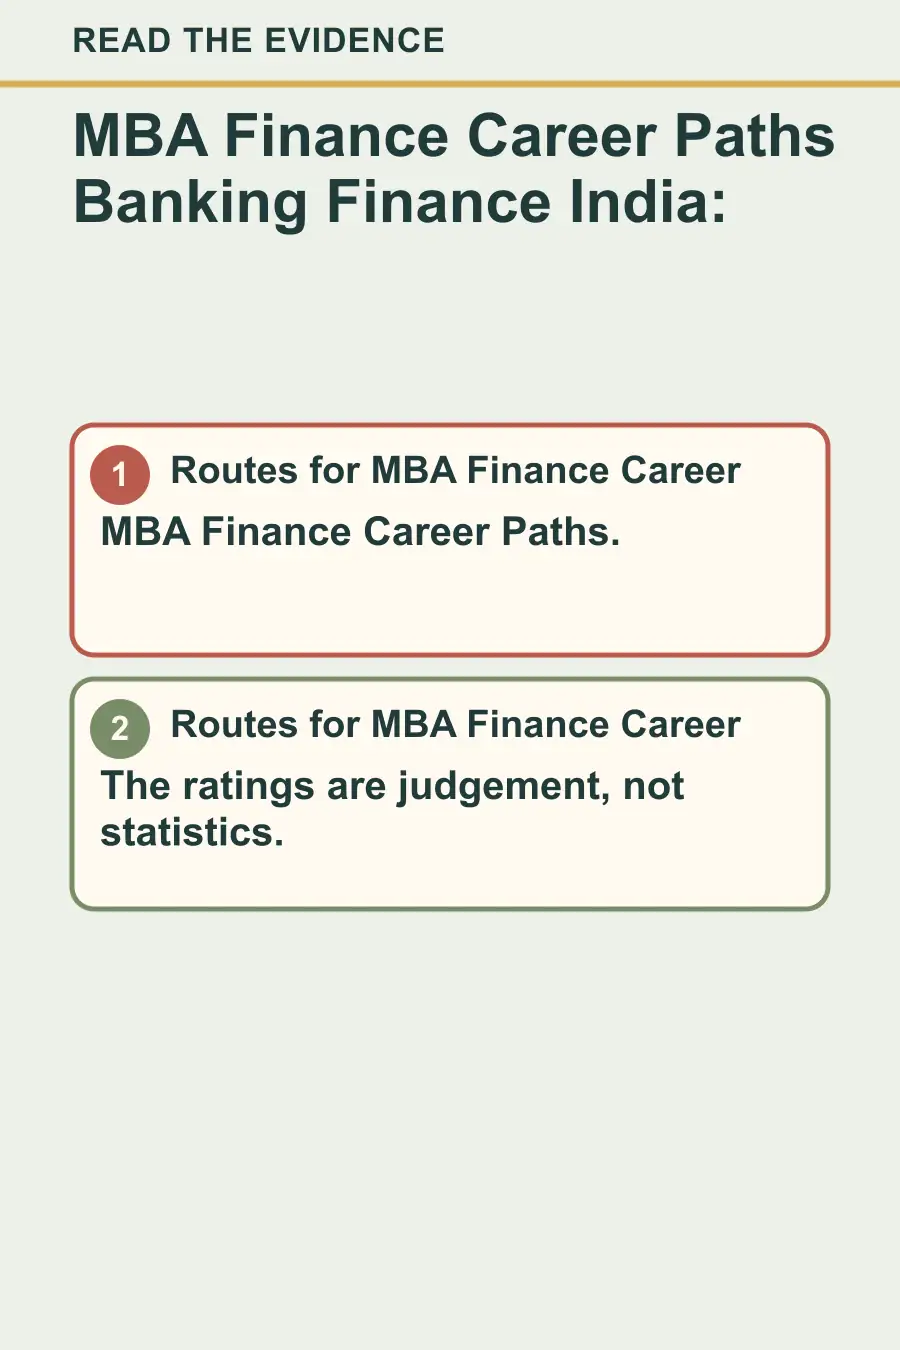 READ THE EVIDENCE
MBA Finance Career Paths
Banking Finance India:
1 Routes for MBA Finance Career
MBA Finance Career Paths.
2 Routes for MBA Finance Career
The ratings are judgement, not
statistics.